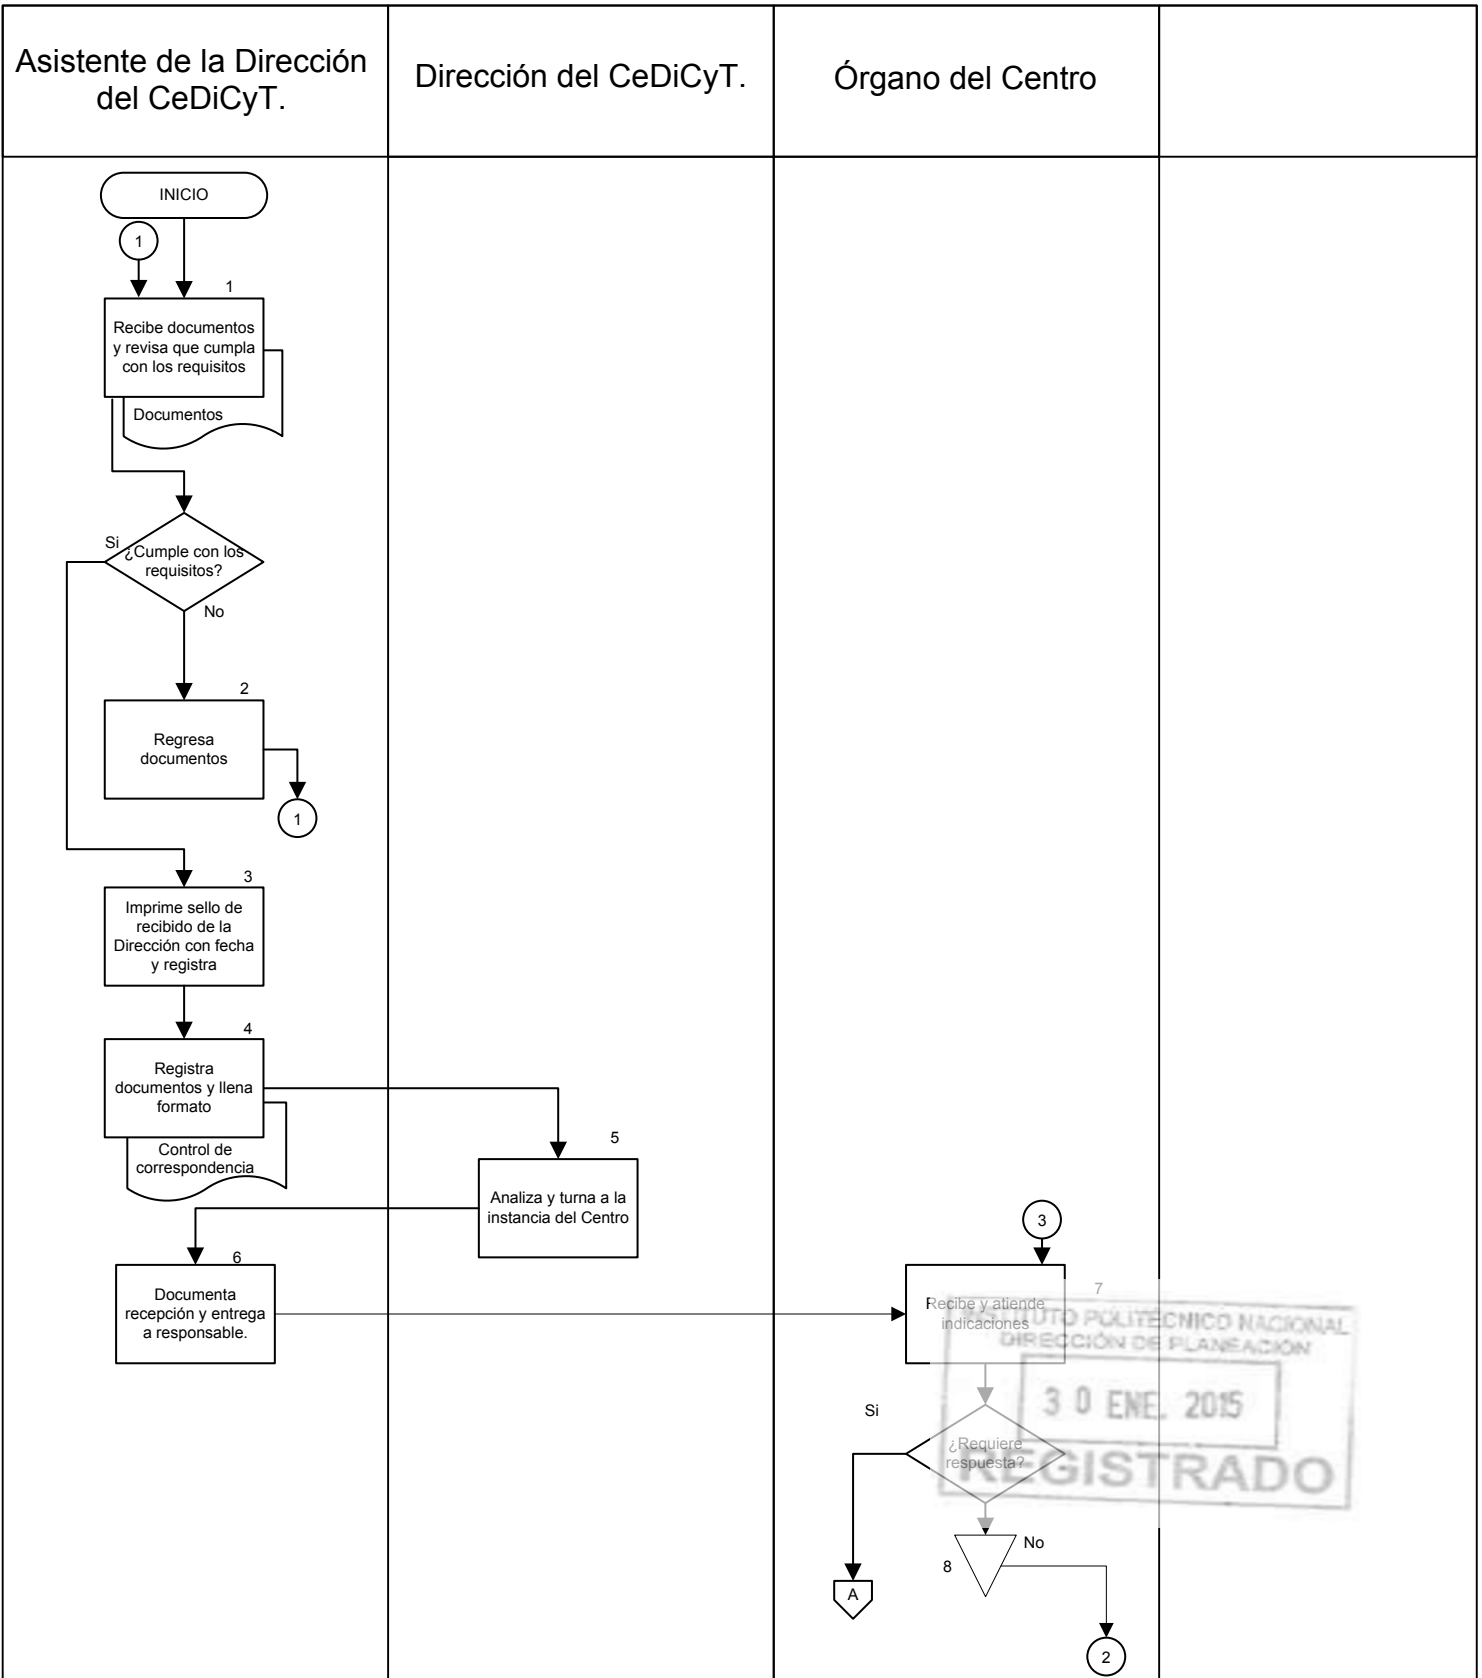 Asistente de la Dirección
del CeDiCyT.
Dirección del CeDiCyT.
Órgano del Centro
INICIO
1
1
Recibe documentos
y revisa que cumpla
con los requisitos
Documentos
Si
¿Cumple con los
requisitos?
No
2
Regresa
documentos
1
3
Imprime sello de
recibido de la
Dirección con fecha
y registra
4
Registra
documentos y llena
formato
Control de
correspondencia
5
Analiza y turna a la
instancia del Centro
6
Documenta
recepción y entrega
a responsable.
3
7
Recibe y atiende
indicaciones
INSTITUTO POLITÉCNICO NACIONAL
DIRECCIÓN DE PLANEACIÓN
30 ENE. 2015
REGISTRADO
Si
¿Requiere
respuesta?
No
8
A
2